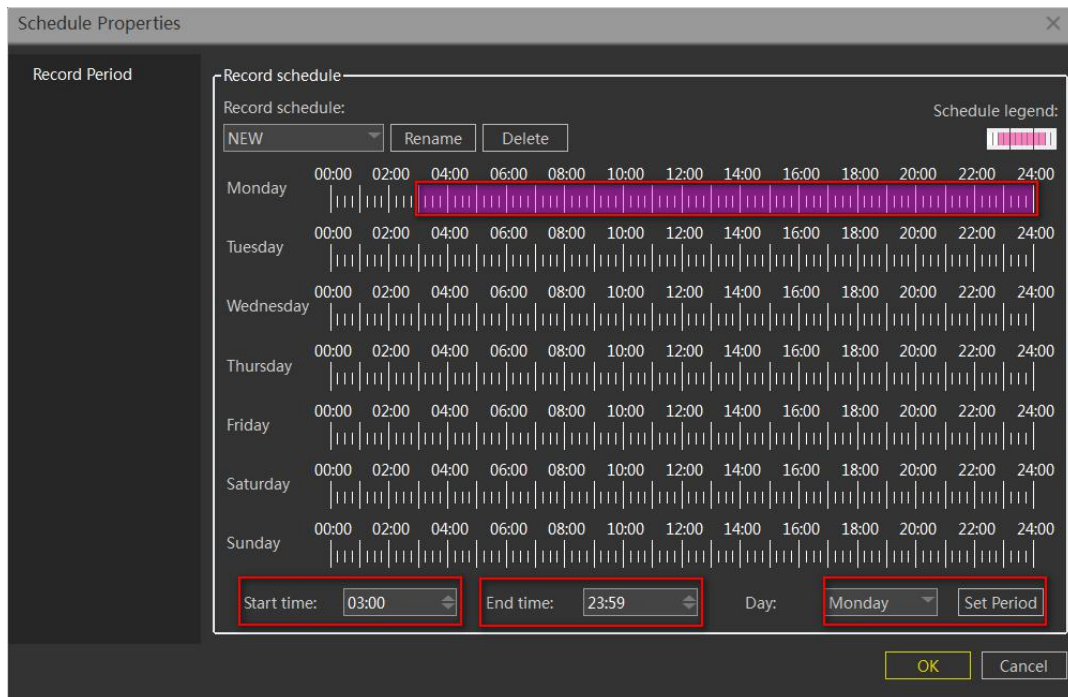 Schedule Properties
Record Period
Record schedule
Record schedule:
Schedule legend:
NEW Rename Delete
00:00 02:00 04:00 06:00 08:00 10:00 12:00 14:00 16:00 18:00 20:00 22:00 24:00
Monday
00:00 02:00 04:00 06:00 08:00 10:00 12:00 14:00 16:00 18:00 20:00 22:00 24:00
Tuesday
00:00 02:00 04:00 06:00 08:00 10:00 12:00 14:00 16:00 18:00 20:00 22:00 24:00
Wednesday
00:00 02:00 04:00 06:00 08:00 10:00 12:00 14:00 16:00 18:00 20:00 22:00 24:00
Thursday
00:00 02:00 04:00 06:00 08:00 10:00 12:00 14:00 16:00 18:00 20:00 22:00 24:00
Friday
00:00 02:00 04:00 06:00 08:00 10:00 12:00 14:00 16:00 18:00 20:00 22:00 24:00
Saturday
00:00 02:00 04:00 06:00 08:00 10:00 12:00 14:00 16:00 18:00 20:00 22:00 24:00
Sunday
Start time: 03:00 End time: 23:59 Day: Monday Set Period
OK Cancel